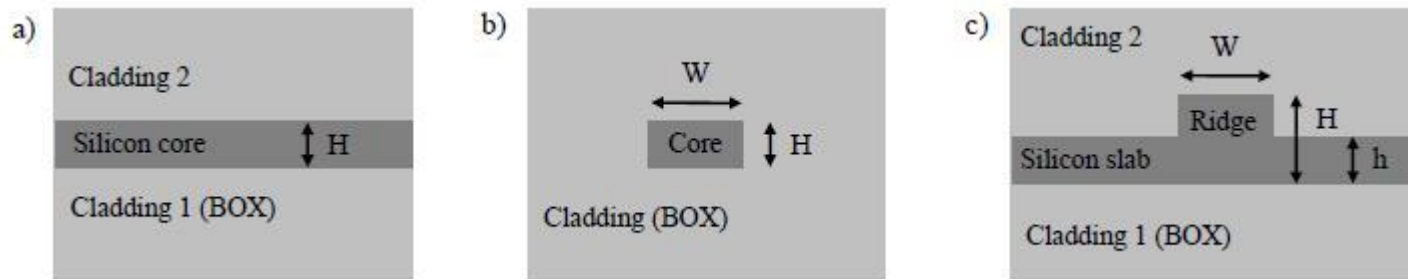 a)
Cladding 2
Silicon core
H
Cladding 1 (BOX)
b)
W
Core
H
Cladding (BOX)
c)
Cladding 2
W
Ridge
H
Silicon slab
h
Cladding 1 (BOX)